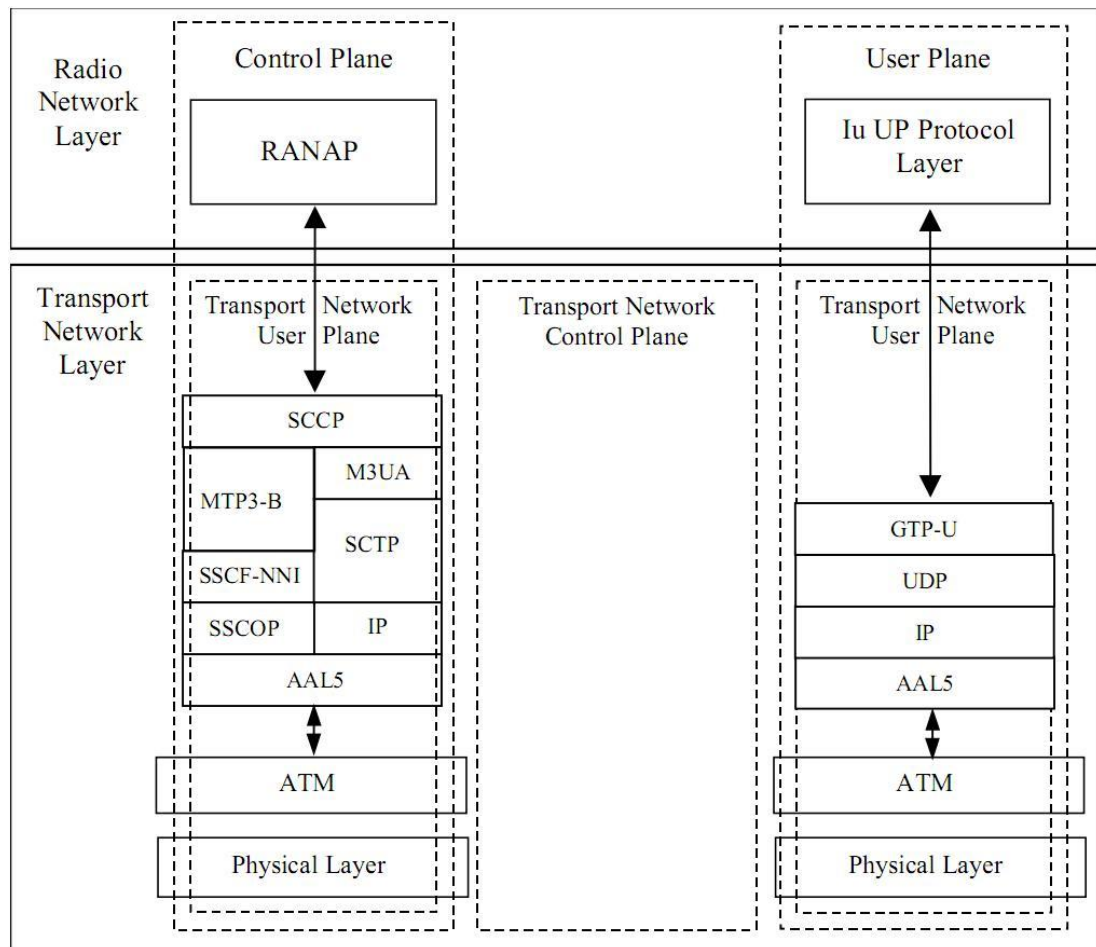 Radio
Network
Layer
Control Plane
RANAP
User Plane
Iu UP Protocol
Layer
Transport
Network
Layer
Transport Network
User Plane
SCCP
MTP3-B
M3UA
SCTP
SSCF-NNI
SSCOP
IP
AAL5
ATM
Physical Layer
Transport Network
Control Plane
Transport Network
User Plane
GTP-U
UDP
IP
AAL5
ATM
Physical Layer